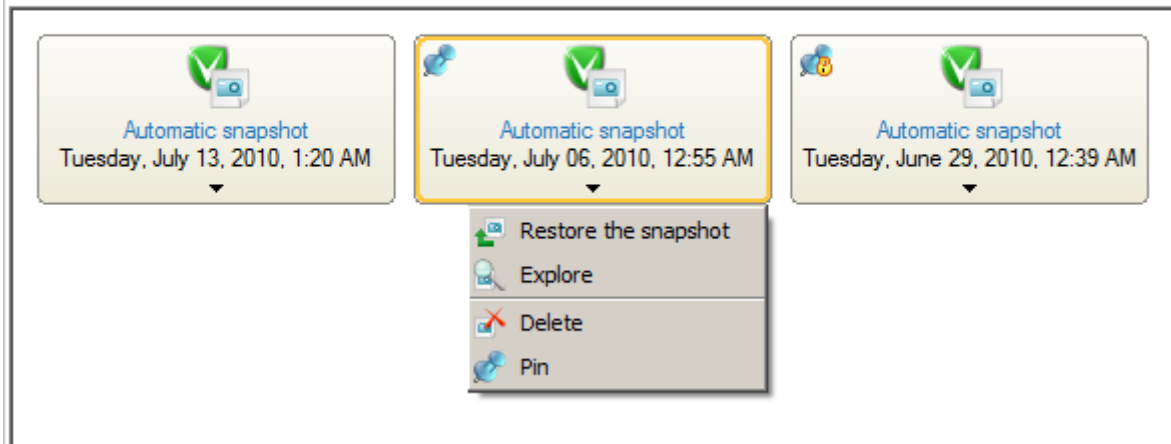 Automatic snapshot
Tuesday, July 13, 2010, 1:20 AM
Automatic snapshot
Tuesday, July 06, 2010, 12:55 AM
Automatic snapshot
Tuesday, June 29, 2010, 12:39 AM
Restore the snapshot
Explore
Delete
Pin